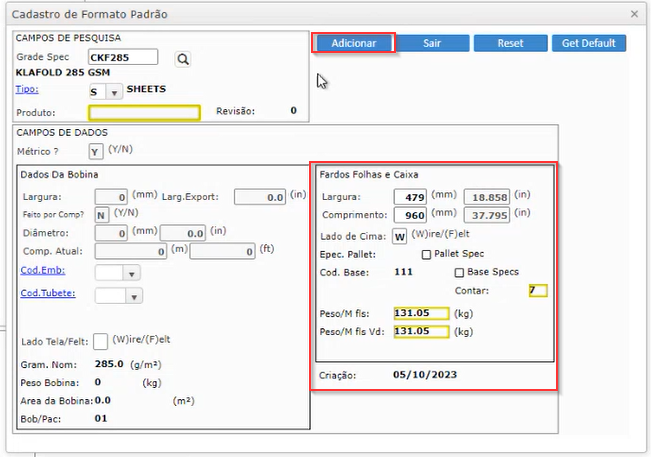 Cadastro de Formato Padrão
CAMPOS DE PESQUISA
Grade Spec CKF285
KLAFOLD 285 GSM
Tipo: S SHEETS
Produto: Revisão: 0
Adicionar Sair Reset Get Default
CAMPOS DE DADOS
Métrico ? Y (Y/N)
Dados Da Bobina
Largura: 0 (mm) Larg.Export: 0.0 (in)
Feito por Comp? N (Y/N)
Diâmetro: 0 (mm) 0.0 (in)
Comp. Atual: 0 (m) 0 (ft)
Cod.Emb:
Cod.Tubete:
Lado Tela/Felt: (W)ire/(F)elt
Gram. Nom: 285.0 (g/m²)
Peso Bobina: 0 (kg)
Area da Bobina: 0.0 (m²)
Bob/Pac: 01
Fardos Folhas e Caixa
Largura: 479 (mm) 18.858 (in)
Comprimento: 960 (mm) 37.795 (in)
Lado de Cima: W (W)ire/(F)elt
Epec. Pallet: Pallet Spec
Cod. Base: 111 Base Specs
Contar: 7
Peso/M fls: 131.05 (kg)
Peso/M fls Vd: 131.05 (kg)
Criação: 05/10/2023